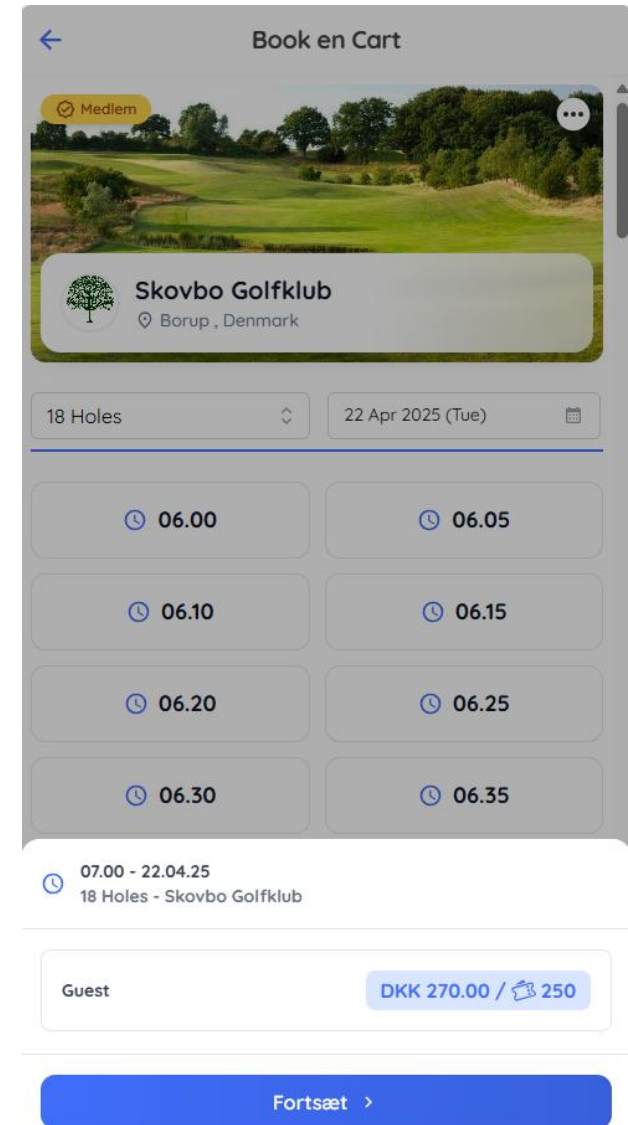 Book en Cart
Medlem
Skovbo Golfklub
Borup , Denmark
18 Holes
22 Apr 2025 (Tue)
06.00
06.05
06.10
06.15
06.20
06.25
06.30
06.35
07.00 - 22.04.25
18 Holes - Skovbo Golfklub
Guest
DKK 270.00 / 250
Fortsæt